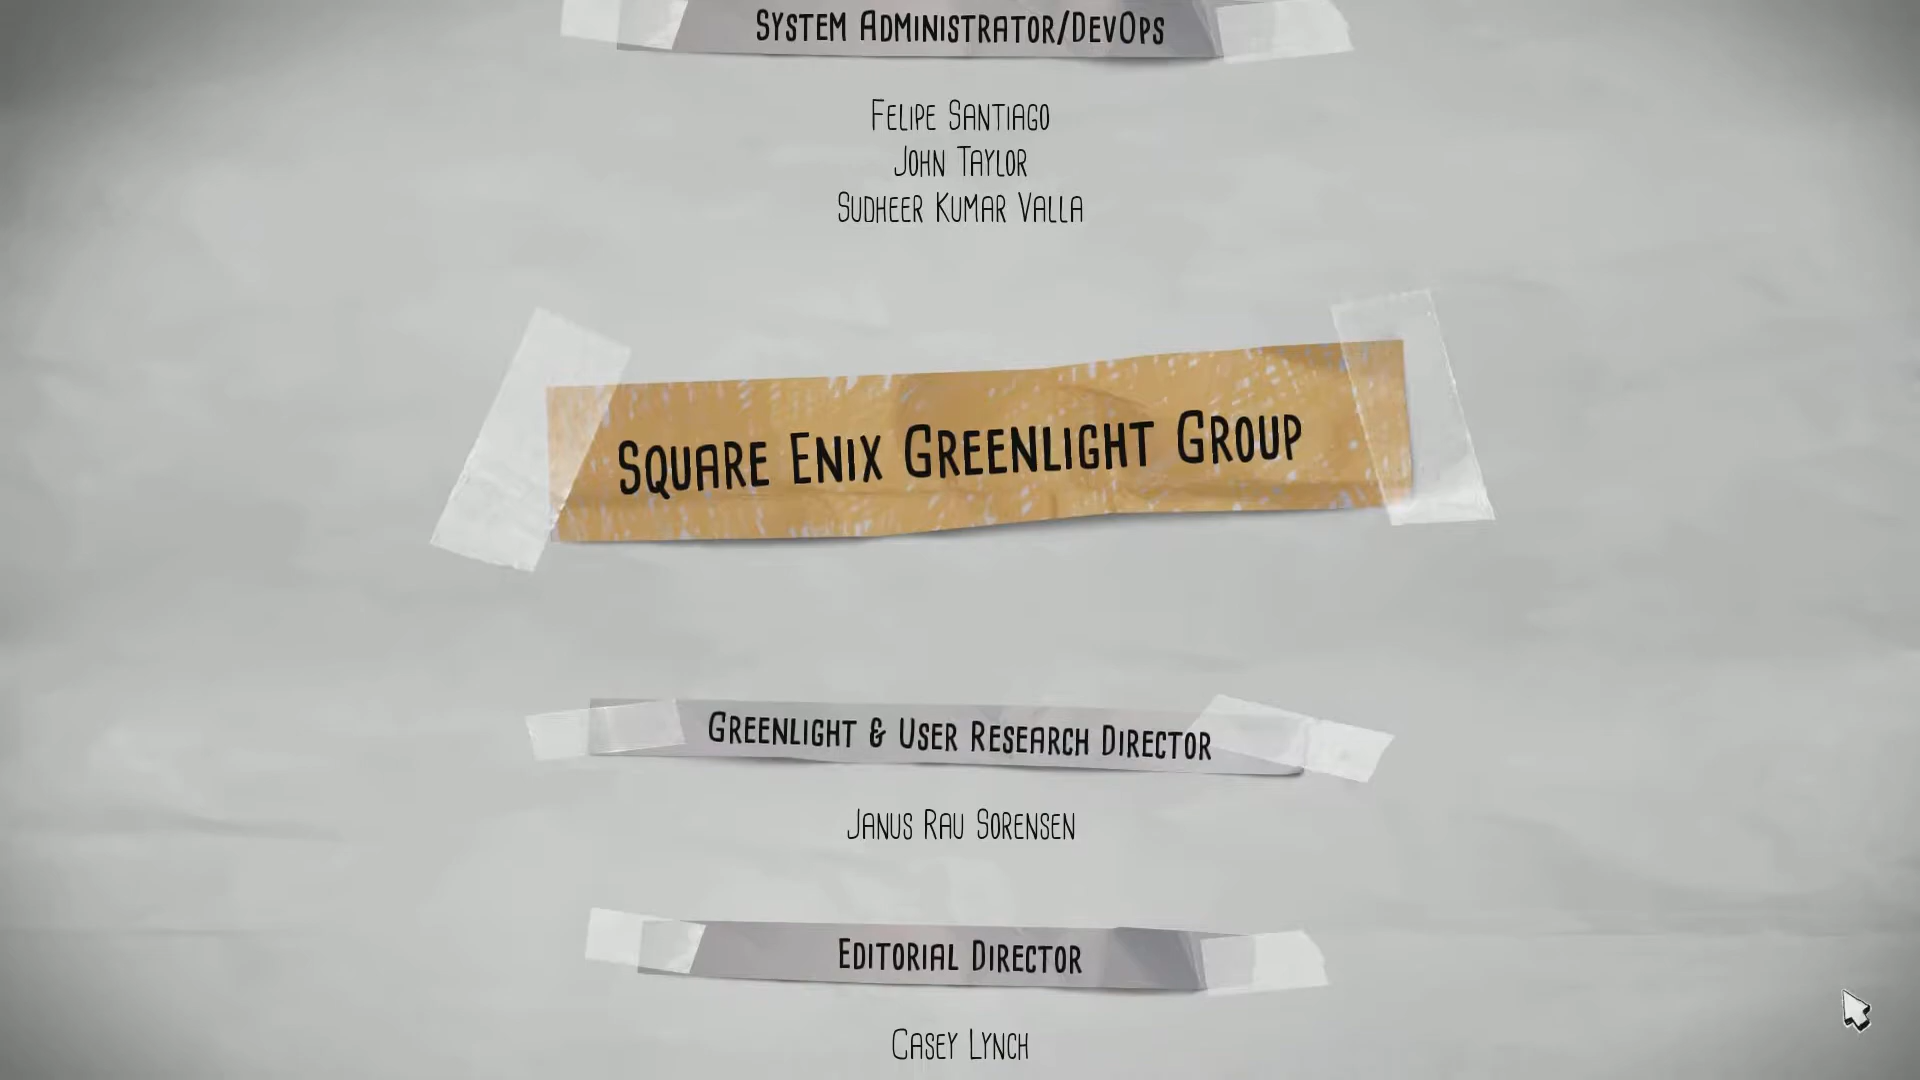 System Administrator/DevOps
Felipe Santiago
John Taylor
Sudheer Kumar Valla
Square Enix Greenlight Group
Greenlight & User Research Director
Janus Rau Sorensen
Editorial Director
Casey Lynch